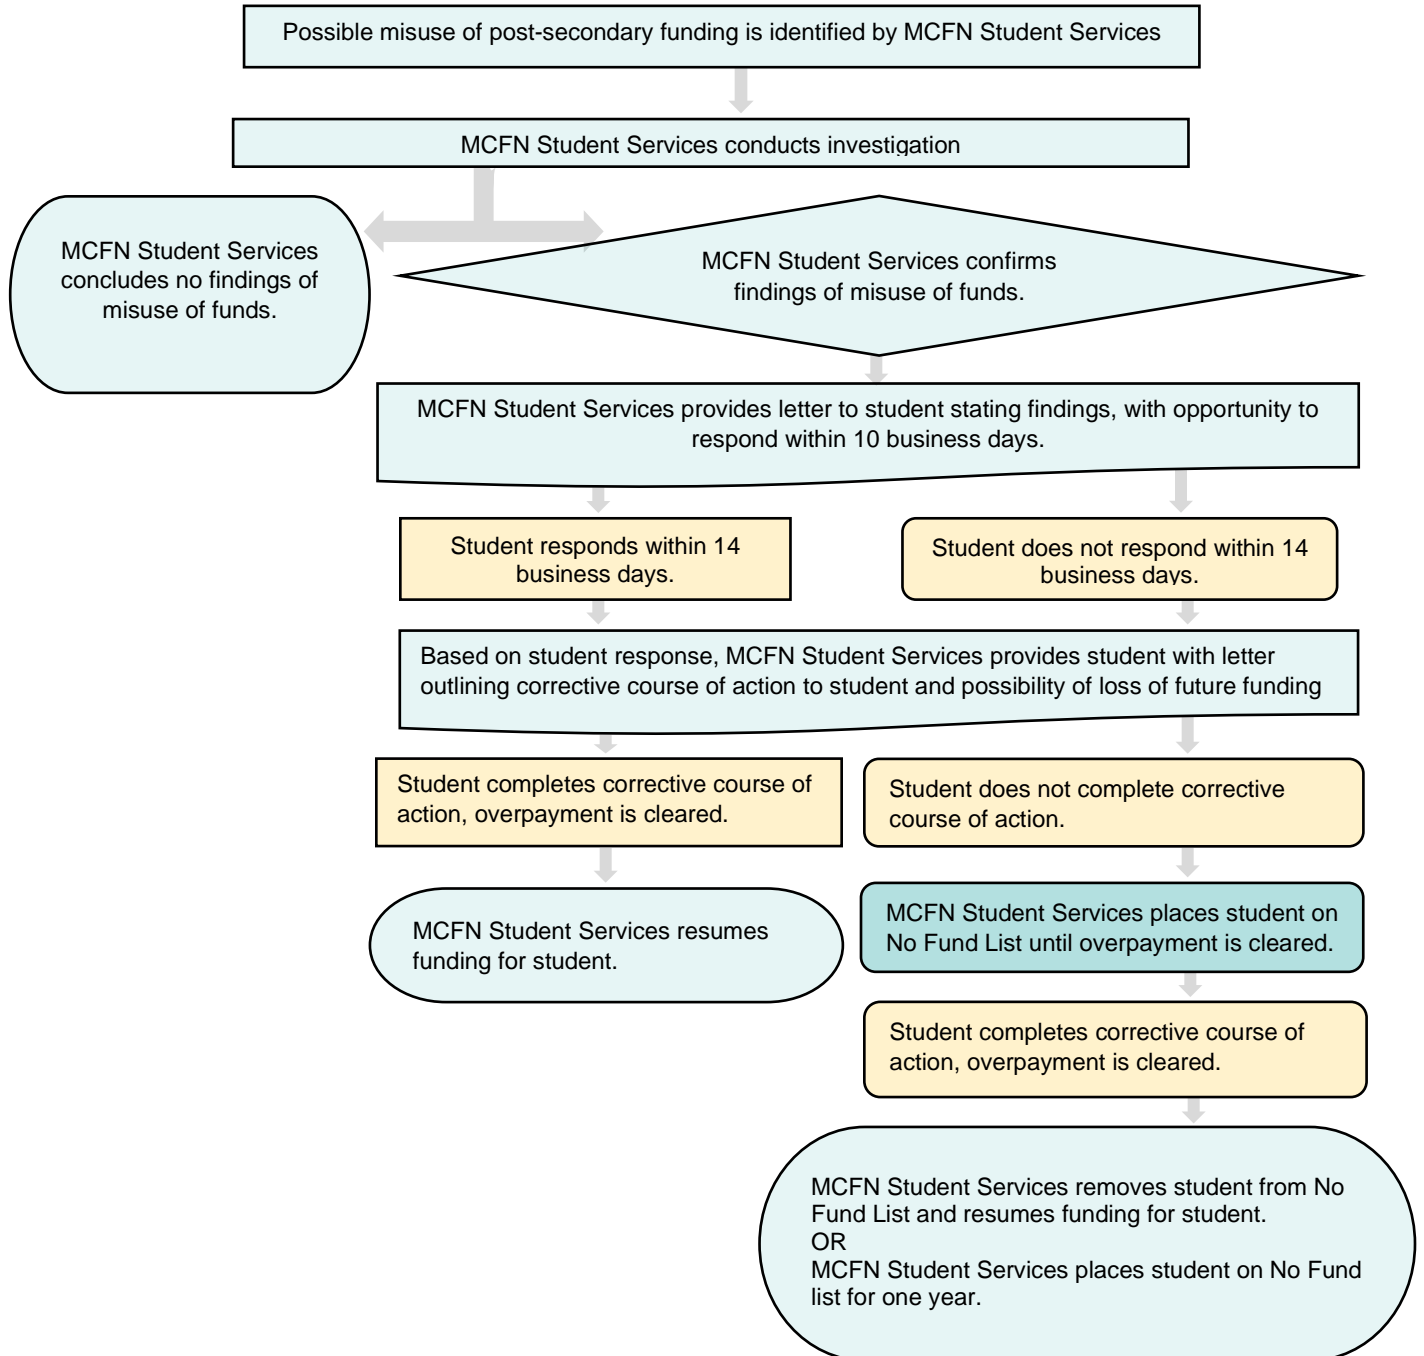 Possible misuse of post-secondary funding is identified by MCFN Student Services
MCFN Student Services conducts investigation
MCFN Student Services
concludes no findings of
misuse of funds.
MCFN Student Services confirms
findings of misuse of funds.
MCFN Student Services provides letter to student stating findings, with opportunity to
respond within 10 business days.
Student responds within 14
business days.
Student does not respond within 14
business days.
Based on student response, MCFN Student Services provides student with letter
outlining corrective course of action to student and possibility of loss of future funding
Student completes corrective course of
action, overpayment is cleared.
Student does not complete corrective
course of action.
MCFN Student Services resumes
funding for student.
MCFN Student Services places student on
No Fund List until overpayment is cleared.
Student completes corrective course of
action, overpayment is cleared.
MCFN Student Services removes student from No
Fund List and resumes funding for student.
OR
MCFN Student Services places student on No Fund
list for one year.